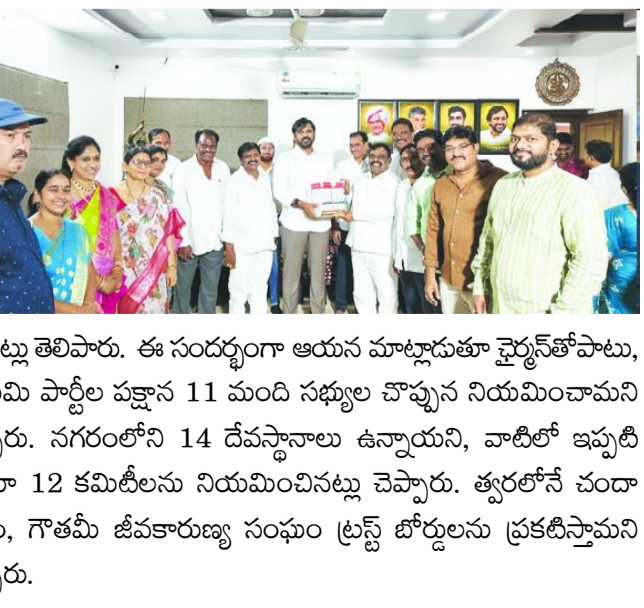 ట్లు తెలిపారు. ఈ సందర్భంగా ఆయన మాట్లాడుతూ ఛైర్మన్‌తోపాటు,
మి పార్టీల పక్షాన 11 మంది సభ్యుల చొప్పున నియమించామని
రు. నగరంలోని 14 దేవస్థానాలు ఉన్నాయని, వాటిలో ఇప్పటి
12 కమిటీలను నియమించినట్లు చెప్పారు. త్వరలోనే చందా
గౌతమీ జీవకారుణ్య సంఘం ట్రస్ట్ బోర్డులను ప్రకటిస్తామని
రు.